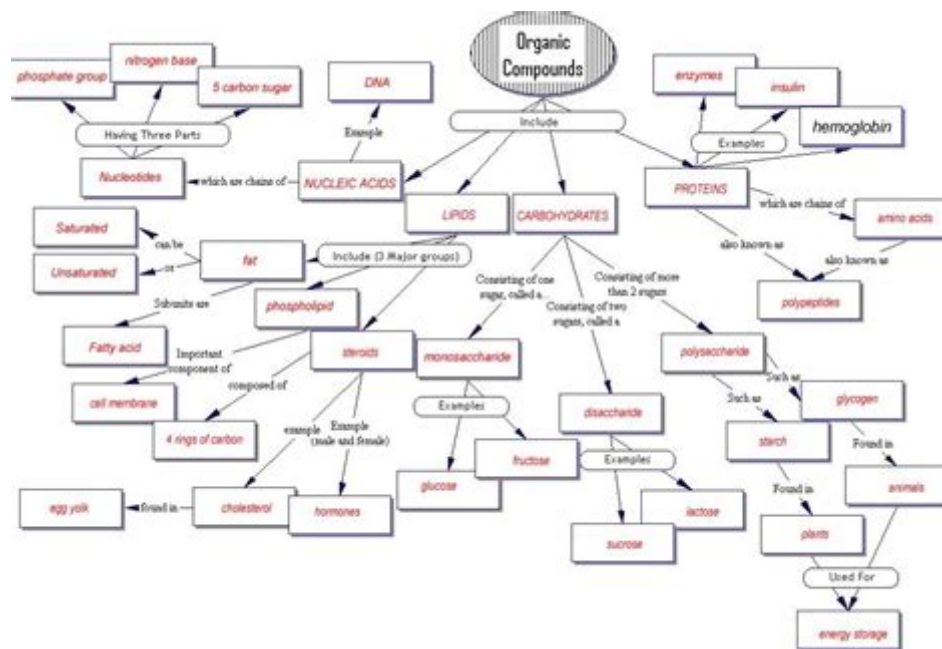 Organic
Compounds
Include
nitrogen base
phosphate group
5 carbon sugar
Having Three Parts
Nucleotides
which are chains of
NUCLEIC ACIDS
Example
DNA
enzymes
insulin
hemoglobin
Examples
PROTEINS
which are chains of
amino acids
also known as
also known as
polypeptides
LIPIDS
CARBOHYDRATES
Include (3 Major groups)
Saturated
Unsaturated
can be
or
fat
Subunits are
Fatty acid
phospholipid
Important
component of
cell membrane
steroids
composed of
4 rings of carbon
example
Example
(male and female)
cholesterol
hormones
found in
egg yolk
Consisting of one
sugar, called a...
monosaccharide
Examples
glucose
fructose
Consisting of two
sugars, called a
disaccharide
Examples
sucrose
lactose
Consisting of more
than 2 sugars
polysaccharide
Such as
Such as
glycogen
starch
Found in
Found in
animals
plants
Used For
energy storage